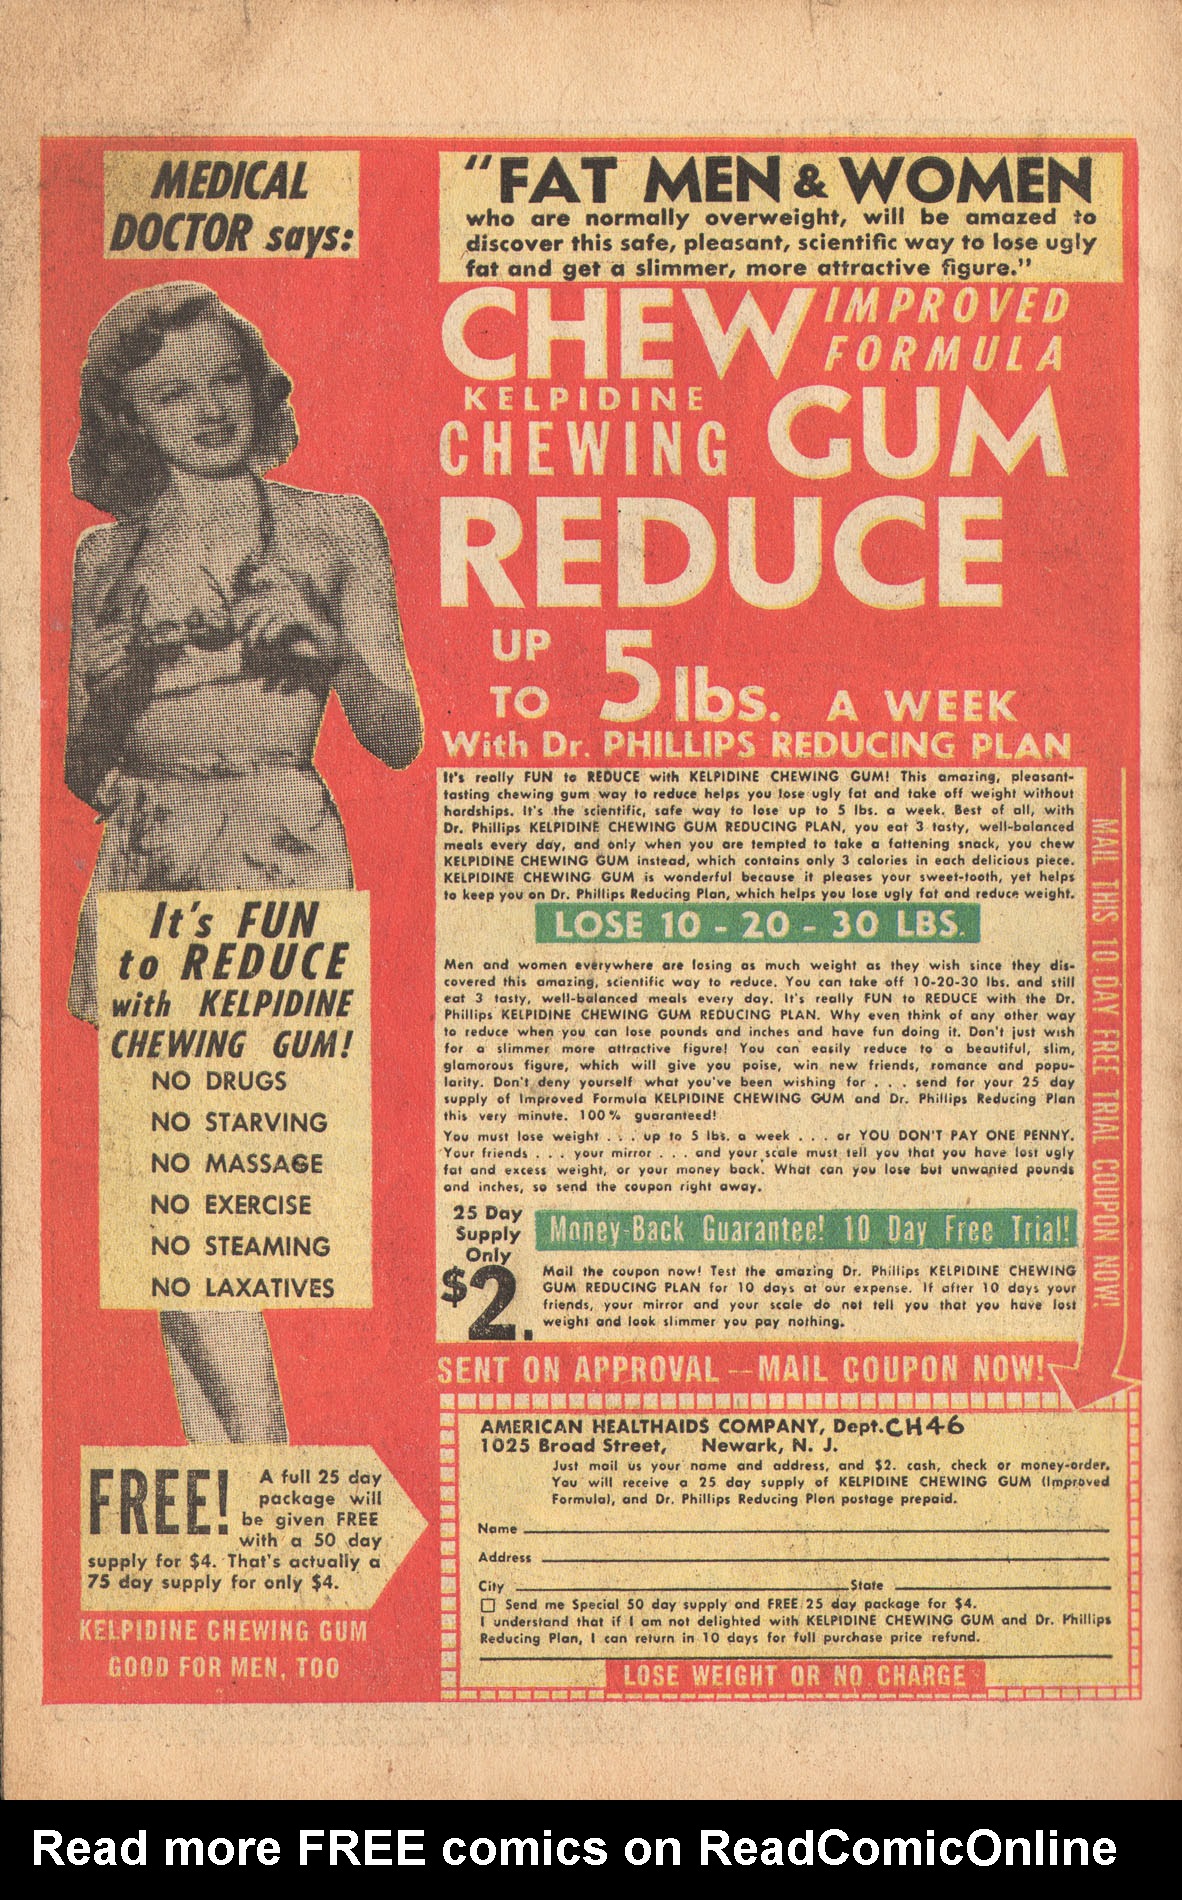 MEDICAL
DOCTOR says:
"FAT MEN & WOMEN
who are normally overweight, will be amazed to
discover this safe, pleasant, scientific way to lose ugly
fat and get a slimmer, more attractive figure."
CHEW IMPROVED
FORMULA
KELPIDINE
CHEWING GUM
REDUCE
UP
TO 5 lbs. A WEEK
With Dr. PHILLIPS REDUCING PLAN
It's really FUN to REDUCE with KELPIDINE CHEWING GUM! This amazing, pleasant-
tasting chewing gum way to reduce helps you lose ugly fat and take off weight without
hardships. It's the scientific, safe way to lose up to 5 lbs. a week. Best of all, with
Dr. Phillips KELPIDINE CHEWING GUM REDUCING PLAN, you eat 3 tasty, well-balanced
meals every day, and only when you are tempted to take a fattening snack, you chew
KELPIDINE CHEWING GUM instead, which contains only 3 calories in each delicious piece.
KELPIDINE CHEWING GUM is wonderful because it pleases your sweet-tooth, yet helps
to keep you on Dr. Phillips Reducing Plan, which helps you lose ugly fat and reduce weight.
LOSE 10 - 20 - 30 LBS.
Men and women everywhere are losing as much weight as they wish since they dis-
covered this amazing, scientific way to reduce. You can take off 10-20-30 lbs. and still
eat 3 tasty, well-balanced meals every day. It's really FUN to REDUCE with the Dr.
Phillips KELPIDINE CHEWING GUM REDUCING PLAN. Why even think of any other way
to reduce when you can lose pounds and inches and have fun doing it. Don't just wish
for a slimmer more attractive figure! You can easily reduce to a beautiful, slim,
glamorous figure, which will give you poise, win new friends, romance and popu-
larity. Don't deny yourself what you've been wishing for . . . send for your 25 day
supply of Improved Formula KELPIDINE CHEWING GUM and Dr. Phillips Reducing Plan
this very minute. 100% guaranteed!
You must lose weight . . . up to 5 lbs. a week . . . or YOU DON'T PAY ONE PENNY.
Your friends . . . your mirror . . . and your scale must tell you that you have lost ugly
fat and excess weight, or your money back. What can you lose but unwanted pounds
and inches, so send the coupon right away.
25 Day
Supply
Only
$2.
Money-Back Guarantee! 10 Day Free Trial!
Mail the coupon now! Test the amazing Dr. Phillips KELPIDINE CHEWING
GUM REDUCING PLAN for 10 days at our expense. If after 10 days your
friends, your mirror and your scale do not tell you that you have lost
weight and look slimmer you pay nothing.
MAIL THIS 10 DAY FREE TRIAL COUPON NOW!
SENT ON APPROVAL — MAIL COUPON NOW!
It's FUN
to REDUCE
with KELPIDINE
CHEWING GUM!
NO DRUGS
NO STARVING
NO MASSAGE
NO EXERCISE
NO STEAMING
NO LAXATIVES
FREE! A full 25 day
package will
be given FREE
with a 50 day
supply for $4. That's actually a
75 day supply for only $4.
KELPIDINE CHEWING GUM
GOOD FOR MEN, TOO
AMERICAN HEALTHAIDS COMPANY, Dept. CH46
1025 Broad Street, Newark, N. J.
Just mail us your name and address, and $2. cash, check or money-order.
You will receive a 25 day supply of KELPIDINE CHEWING GUM (Improved
Formula), and Dr. Phillips Reducing Plan postage prepaid.
Name
Address
City State
Send me Special 50 day supply and FREE 25 day package for $4.
I understand that if I am not delighted with KELPIDINE CHEWING GUM and Dr. Phillips
Reducing Plan, I can return in 10 days for full purchase price refund.
LOSE WEIGHT OR NO CHARGE
Read more FREE comics on ReadComicOnline